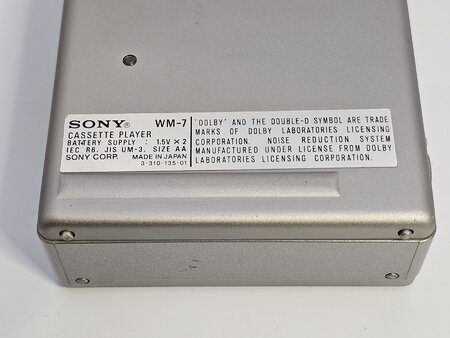 SONY® WM-7
CASSETTE PLAYER
BATTERY SUPPLY : 1.5V × 2
IEC R6. JIS UM-3. SIZE AA
SONY CORP. MADE IN JAPAN
3-310-135-01
'DOLBY' AND THE DOUBLE-D SYMBOL ARE TRADE
MARKS OF DOLBY LABORATORIES LICENSING
CORPORATION. NOISE REDUCTION SYSTEM
MANUFACTURED UNDER LICENSE FROM DOLBY
LABORATORIES LICENSING CORPORATION.